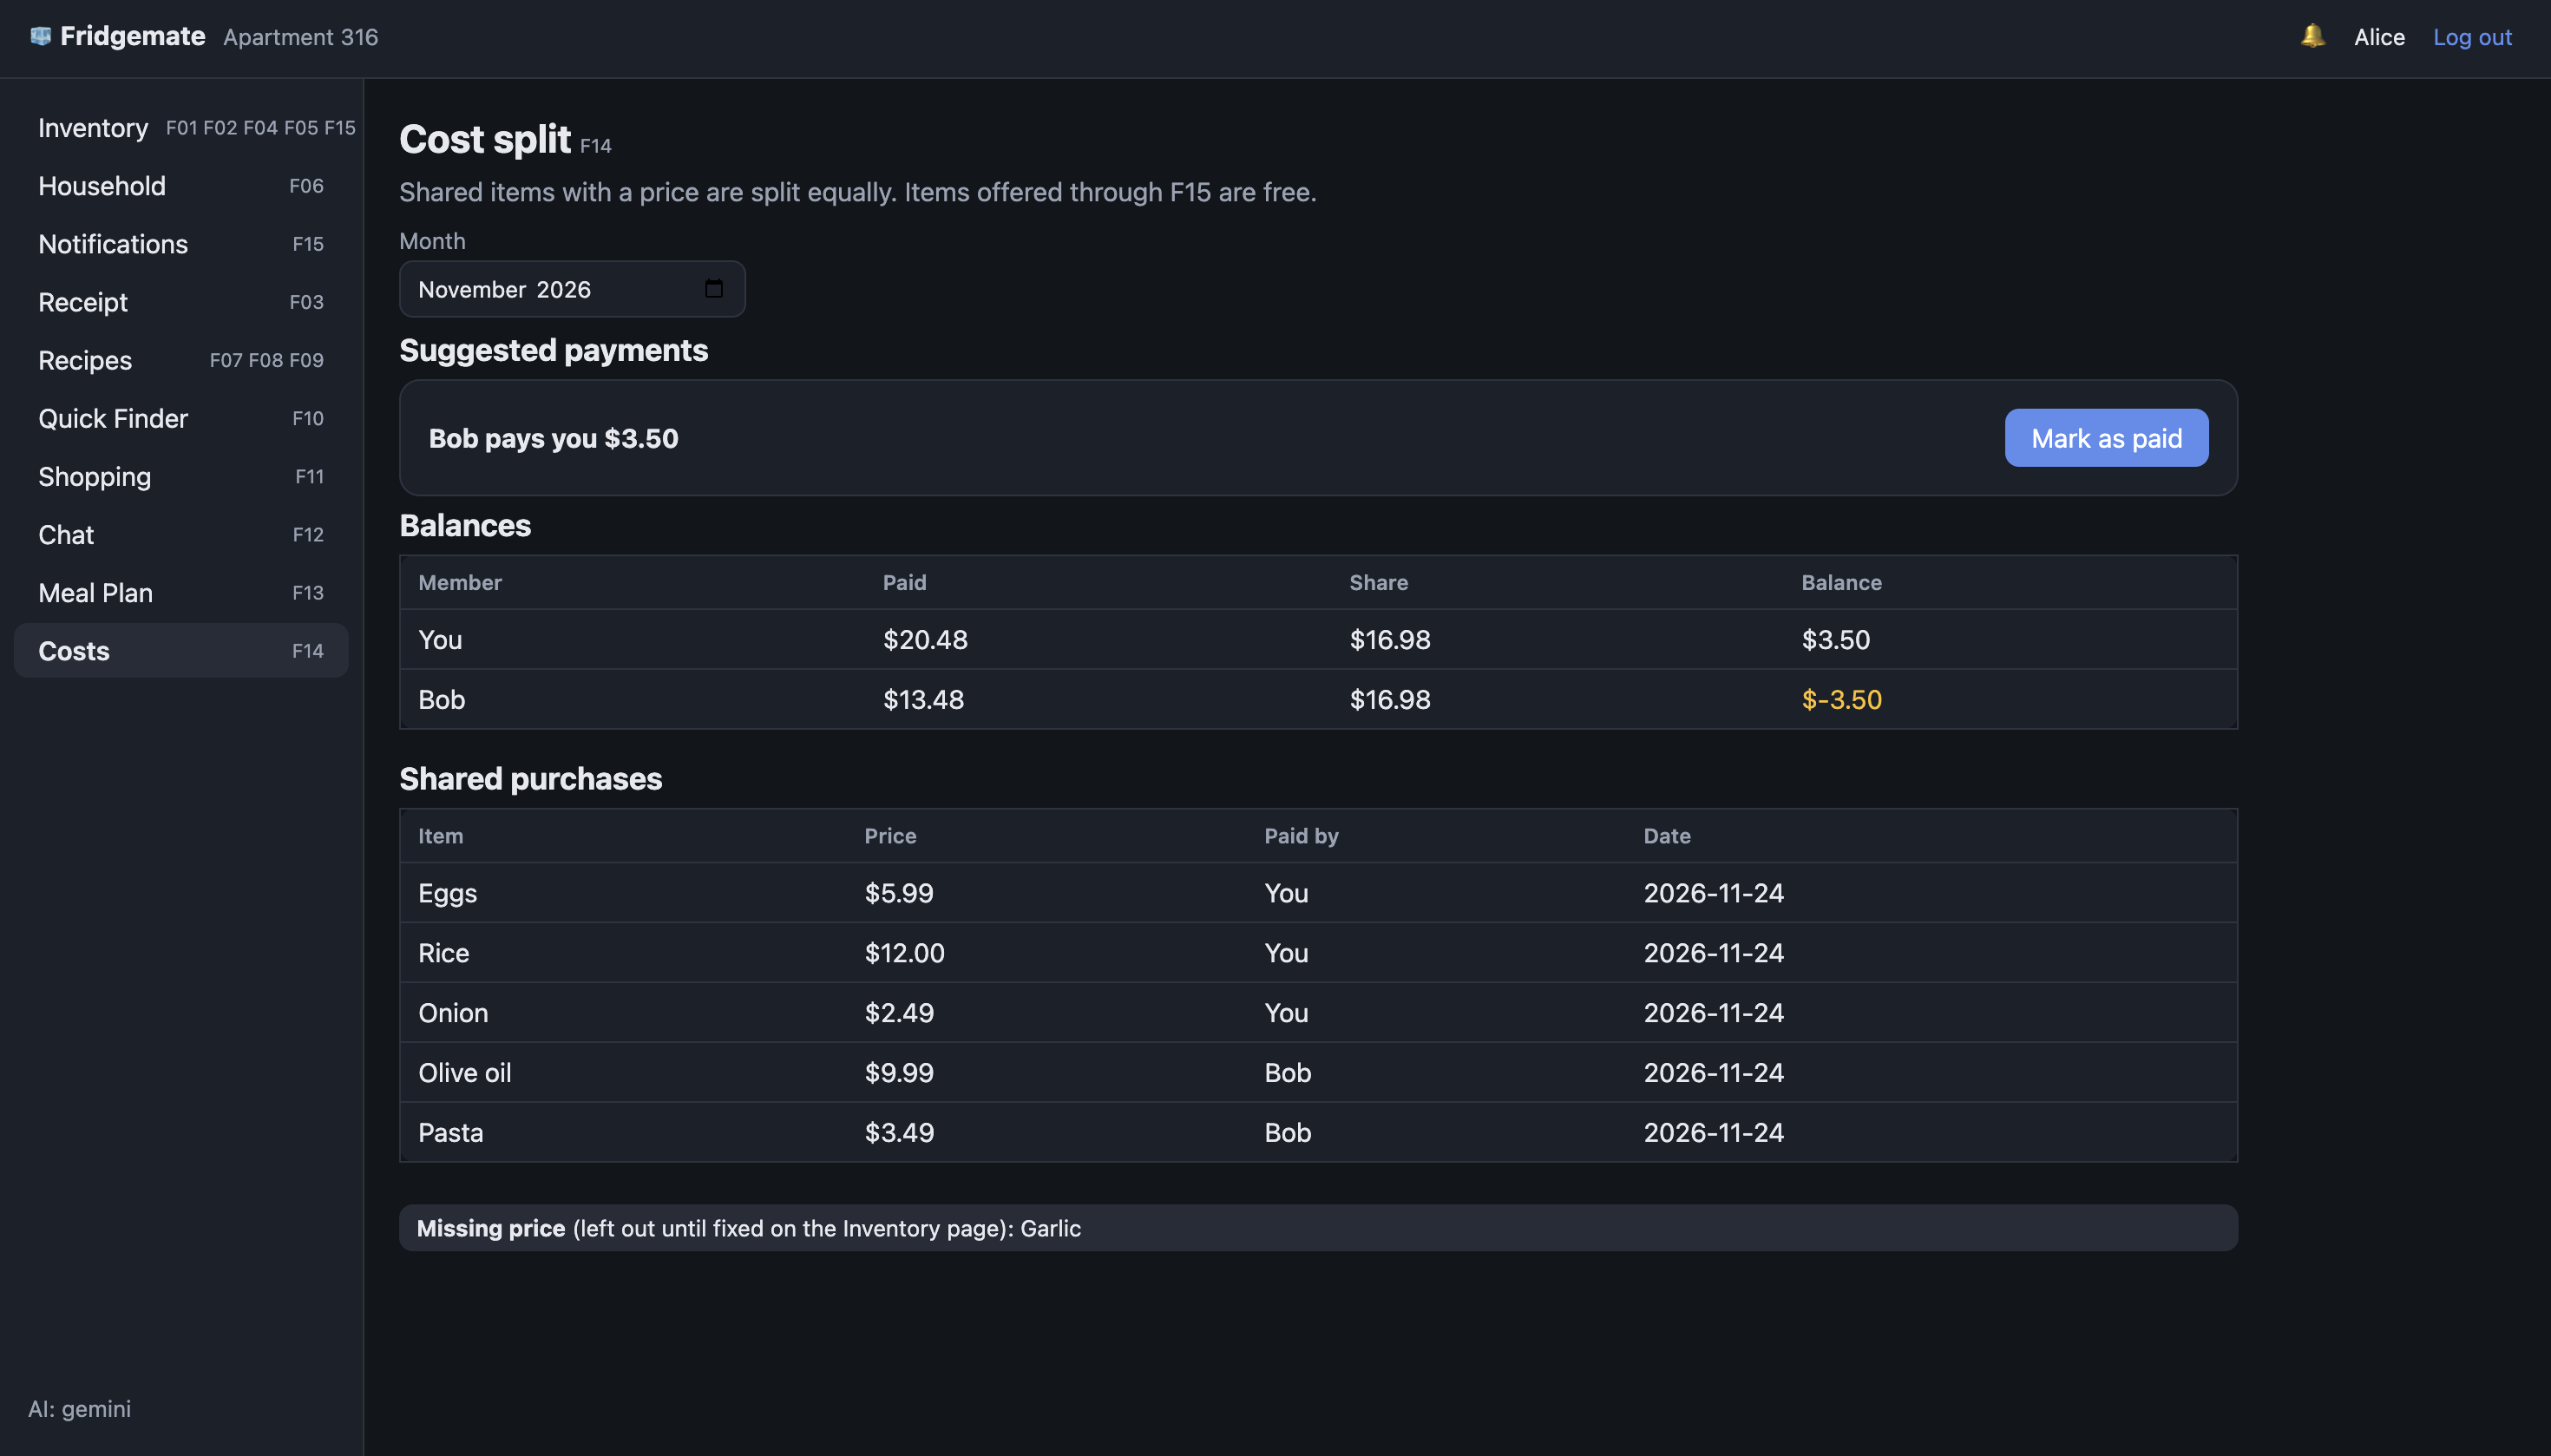 Fridgemate Apartment 316
Alice Log out
Inventory F01 F02 F04 F05 F15
Household F06
Notifications F15
Receipt F03
Recipes F07 F08 F09
Quick Finder F10
Shopping F11
Chat F12
Meal Plan F13
Costs F14
AI: gemini
Cost split F14
Shared items with a price are split equally. Items offered through F15 are free.
Month
November 2026
Suggested payments
Bob pays you $3.50
Mark as paid
Balances
Member Paid Share Balance
You $20.48 $16.98 $3.50
Bob $13.48 $16.98 $-3.50
Shared purchases
Item Price Paid by Date
Eggs $5.99 You 2026-11-24
Rice $12.00 You 2026-11-24
Onion $2.49 You 2026-11-24
Olive oil $9.99 Bob 2026-11-24
Pasta $3.49 Bob 2026-11-24
Missing price (left out until fixed on the Inventory page): Garlic